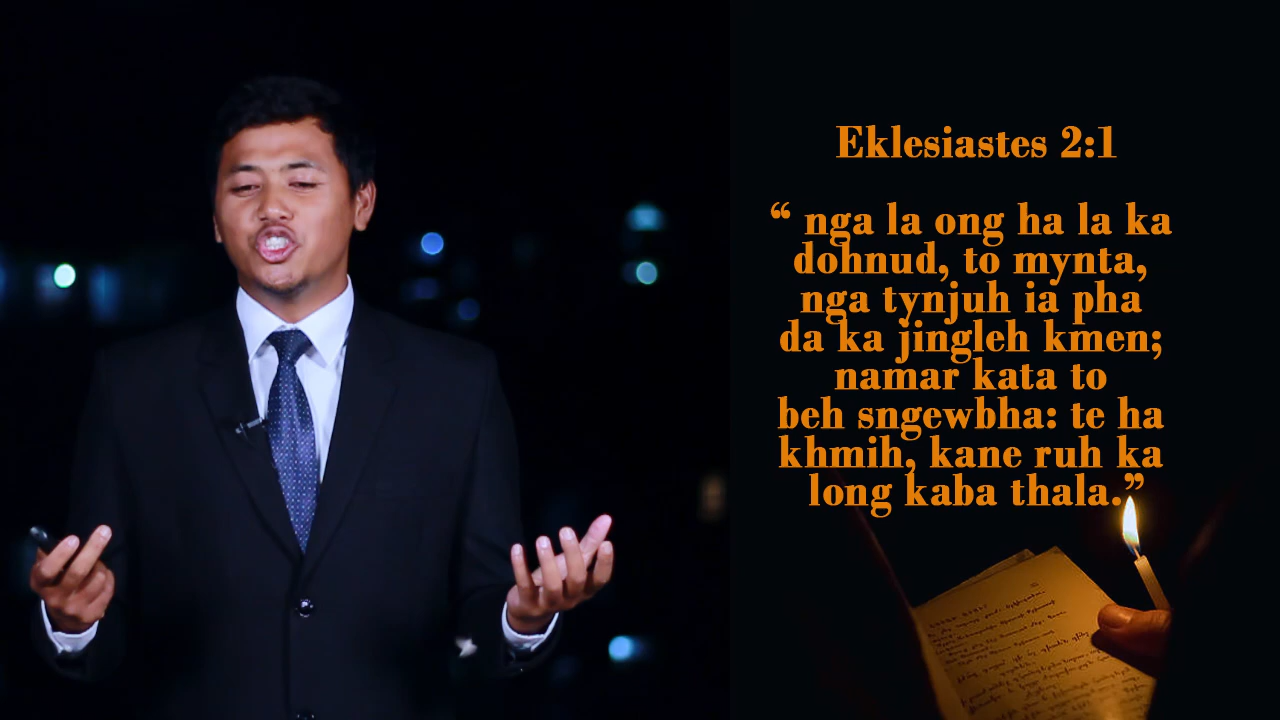 Eklesiastes 2:1
“ nga la ong ha la ka
dohnud, to mynta,
nga tynjuh ia pha
da ka jingleh kmen;
namar kata to
beh sngewbha: te ha
khmih, kane ruh ka
long kaba thala.”